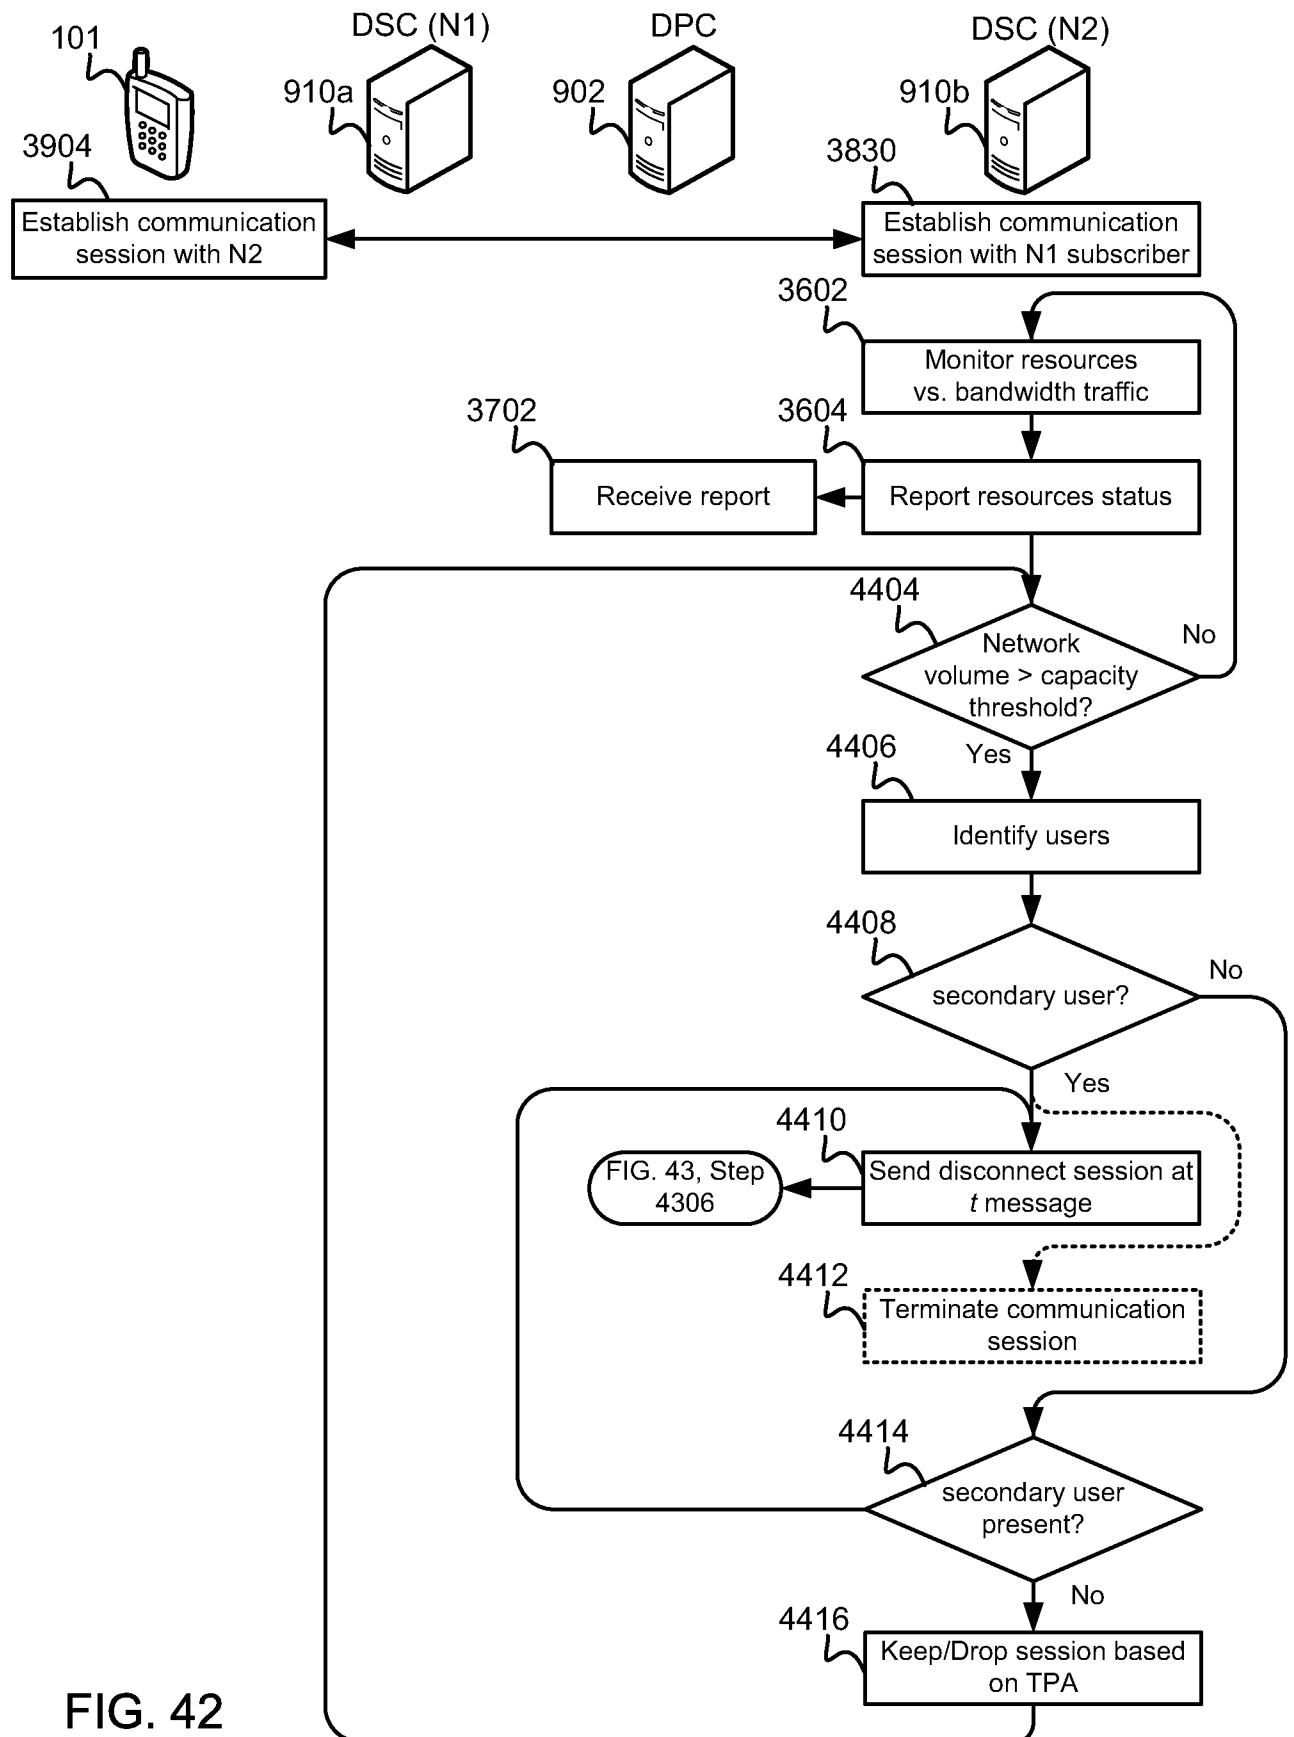 DSC (N1)
DPC
DSC (N2)
101
910a
902
910b
3904
3830
Establish communication
session with N2
Establish communication
session with N1 subscriber
3602
Monitor resources
vs. bandwidth traffic
3702
3604
Receive report
Report resources status
4404
Network
volume > capacity
threshold?
No
Yes
4406
Identify users
4408
secondary user?
No
Yes
4410
FIG. 43, Step
4306
Send disconnect session at
t message
4412
Terminate communication
session
4414
secondary user
present?
No
4416
Keep/Drop session based
on TPA
FIG. 42